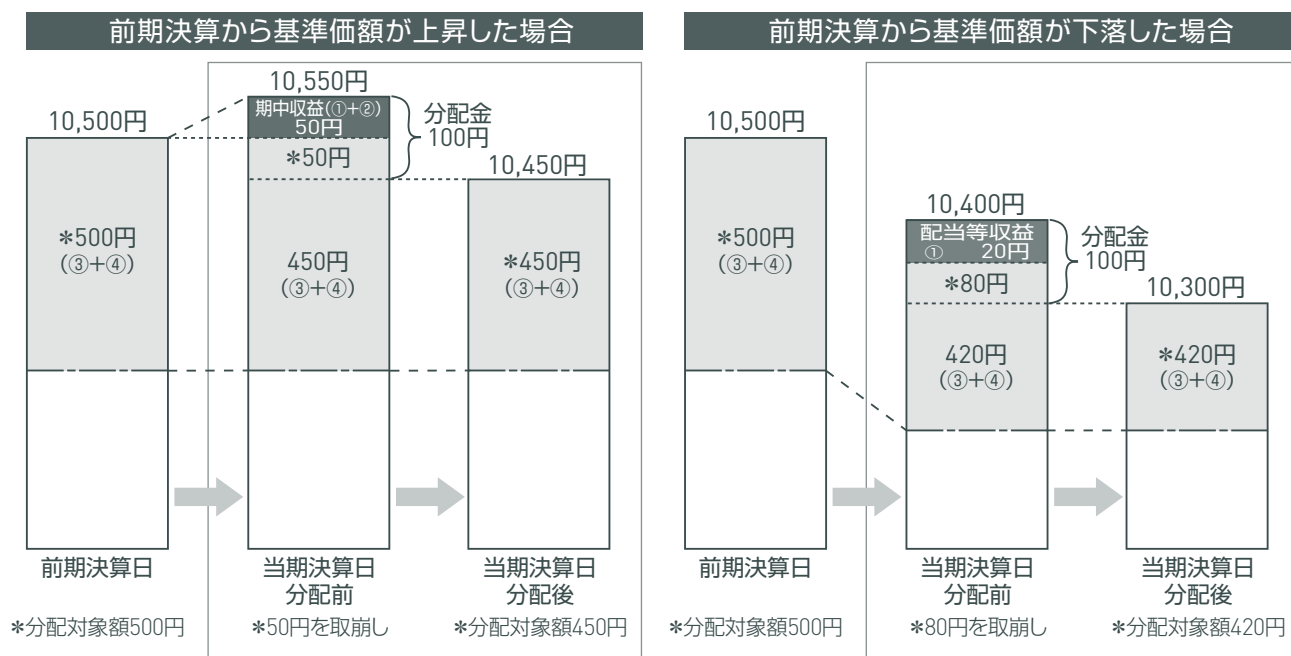 前期決算から基準価額が上昇した場合
10,550円
10,500円
期中収益(①+②)
50円
分配金
100円
*50円
10,450円
*500円
(③+④)
450円
(③+④)
*450円
(③+④)
前期決算日
当期決算日
分配前
当期決算日
分配後
*分配対象額500円
*50円を取崩し
*分配対象額450円
前期決算から基準価額が下落した場合
10,500円
10,400円
配当等収益
① 20円
分配金
100円
*500円
(③+④)
*80円
10,300円
420円
(③+④)
*420円
(③+④)
前期決算日
当期決算日
分配前
当期決算日
分配後
*分配対象額500円
*80円を取崩し
*分配対象額420円